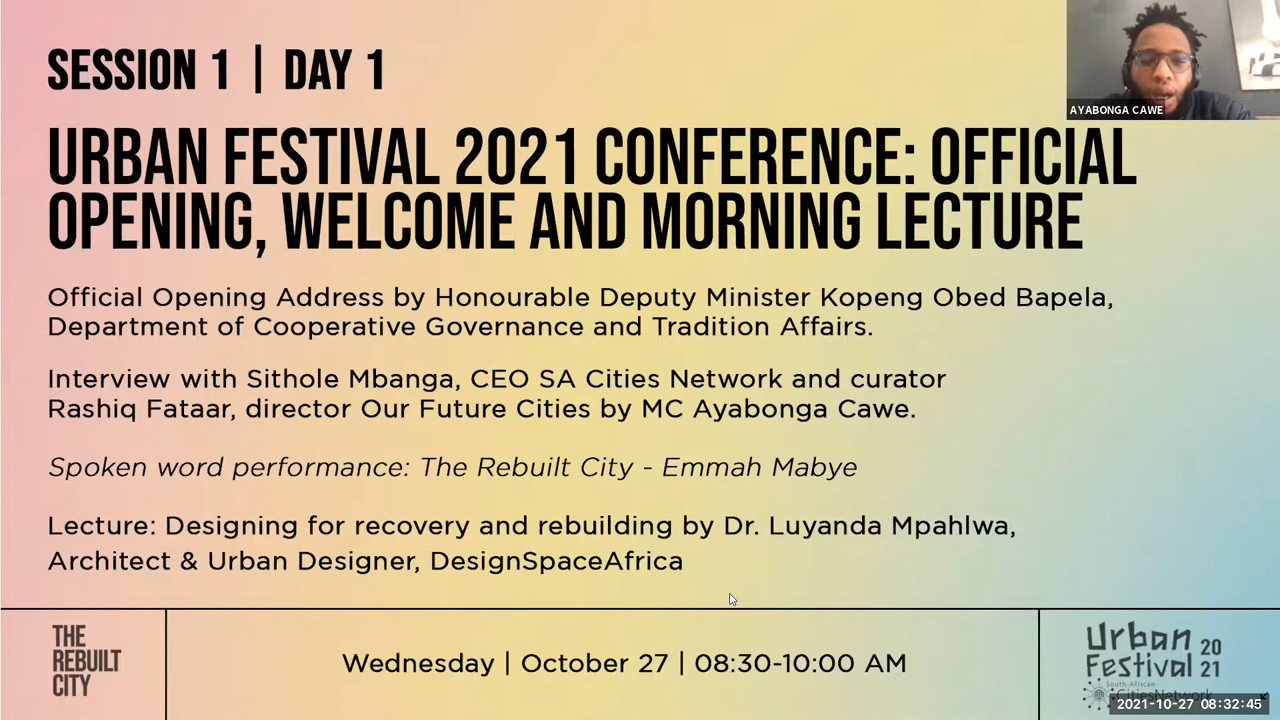 SESSION 1 | DAY 1
AYABONGA CAWE
URBAN FESTIVAL 2021 CONFERENCE: OFFICIAL
OPENING, WELCOME AND MORNING LECTURE
Official Opening Address by Honourable Deputy Minister Kopeng Obed Bapela,
Department of Cooperative Governance and Tradition Affairs.
Interview with Sithole Mbanga, CEO SA Cities Network and curator
Rashiq Fataar, director Our Future Cities by MC Ayabonga Cawe.
Spoken word performance: The Rebuilt City - Emmah Mabye
Lecture: Designing for recovery and rebuilding by Dr. Luyanda Mpahlwa,
Architect & Urban Designer, DesignSpaceAfrica
THE
REBUILT
CITY
Wednesday | October 27 | 08:30-10:00 AM
Urban 20
Festival 21
South African
CitiesNetwork
2021-10-27 08:32:45